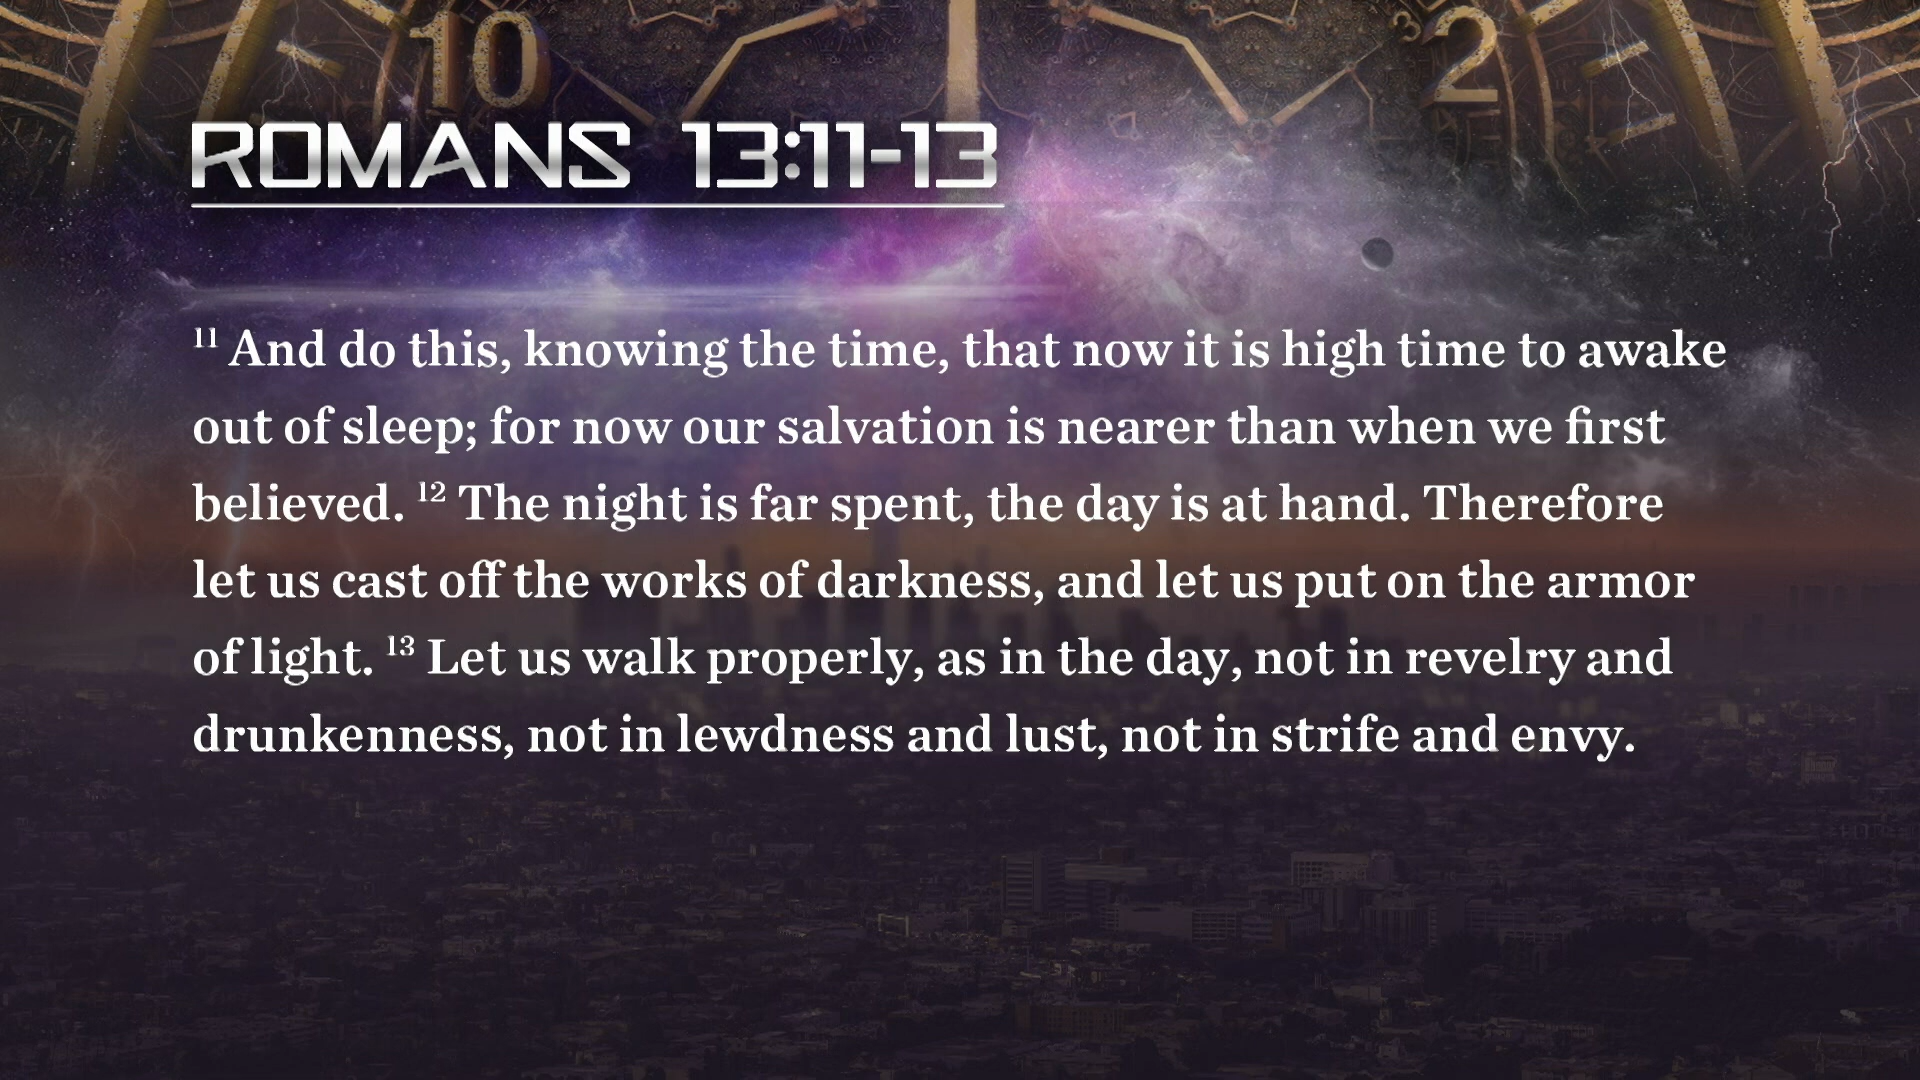 10
3
2
ROMANS 13:11-13
11 And do this, knowing the time, that now it is high time to awake
out of sleep; for now our salvation is nearer than when we first
believed. 12 The night is far spent, the day is at hand. Therefore
let us cast off the works of darkness, and let us put on the armor
of light. 13 Let us walk properly, as in the day, not in revelry and
drunkenness, not in lewdness and lust, not in strife and envy.